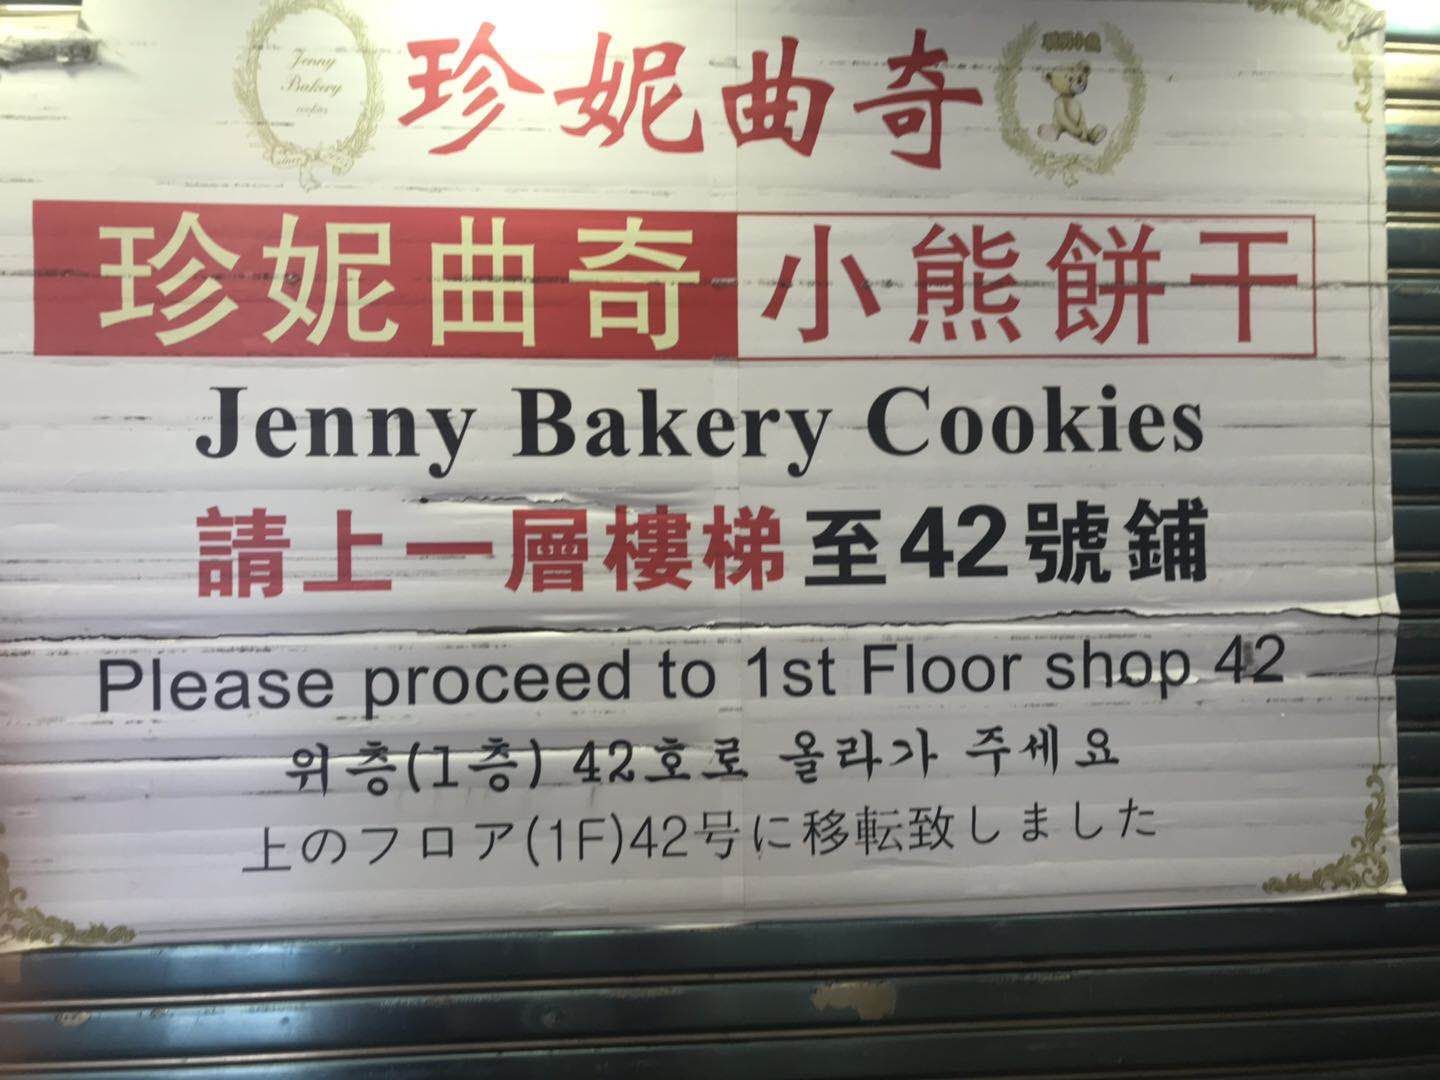 Jenny
Bakery
cookies
珍妮曲奇
珍妮曲奇 小熊餅干
Jenny Bakery Cookies
請上一層樓梯至42號鋪
Please proceed to 1st Floor shop 42
위층(1층) 42호로 올라가 주세요
上のフロア(1F)42号に移転致しました